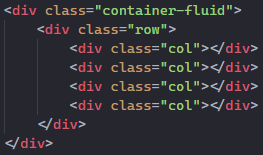 <div class="container-fluid">
    <div class="row">
        <div class="col"></div>
        <div class="col"></div>
        <div class="col"></div>
        <div class="col"></div>
    </div>
</div>